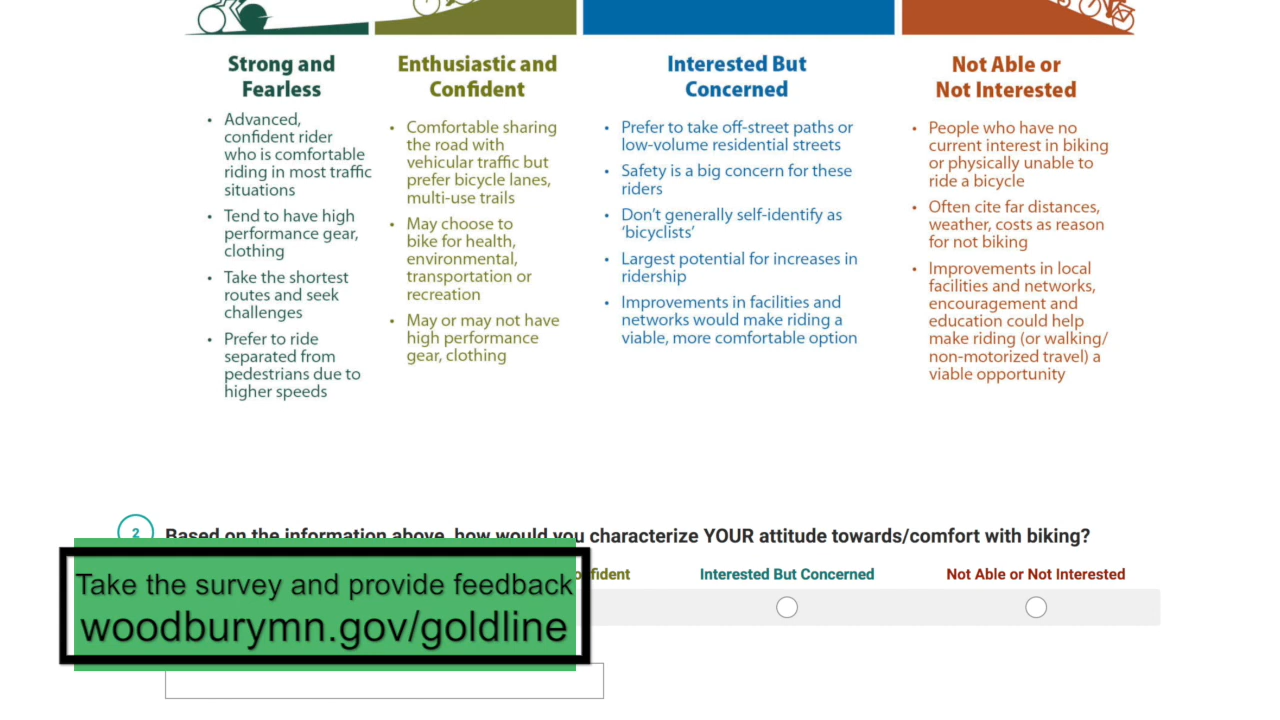 Strong and
Fearless
• Advanced,
confident rider
who is comfortable
riding in most traffic
situations
• Tend to have high
performance gear,
clothing
• Take the shortest
routes and seek
challenges
• Prefer to ride
separated from
pedestrians due to
higher speeds
Enthusiastic and
Confident
• Comfortable sharing
the road with
vehicular traffic but
prefer bicycle lanes,
multi-use trails
• May choose to
bike for health,
environmental,
transportation or
recreation
• May or may not have
high performance
gear, clothing
Interested But
Concerned
• Prefer to take off-street paths or
low-volume residential streets
• Safety is a big concern for these
riders
• Don't generally self-identify as
'bicyclists'
• Largest potential for increases in
ridership
• Improvements in facilities and
networks would make riding a
viable, more comfortable option
Not Able or
Not Interested
• People who have no
current interest in biking
or physically unable to
ride a bicycle
• Often cite far distances,
weather, costs as reason
for not biking
• Improvements in local
facilities and networks,
encouragement and
education could help
make riding (or walking/
non-motorized travel) a
viable opportunity
2 Based on the information above, how would you characterize YOUR attitude towards/comfort with biking?
Interested But Concerned Not Able or Not Interested
Take the survey and provide feedback
woodburymn.gov/goldline